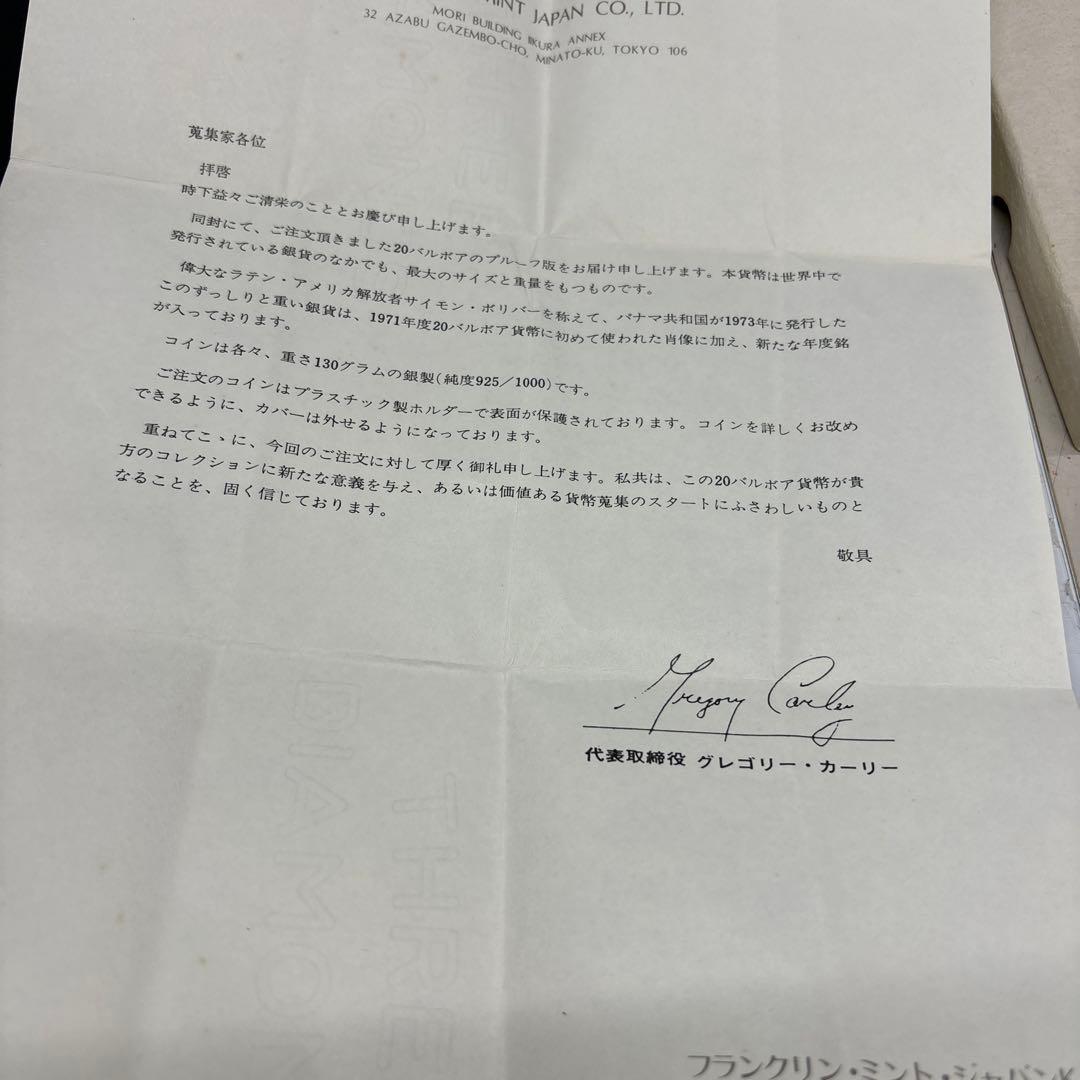 MINT JAPAN CO., LTD.
MORI BUILDING IIKURA ANNEX
32 AZABU GAZEMBO-CHO, MINATO-KU, TOKYO 106
蒐集家各位
拝啓
時下益々ご清栄のこととお慶び申し上げます。
同封にて、ご注文頂きました20バルボアのプルーフ版をお届け申し上げます。本貨幣は世界中で
発行されている銀貨のなかでも、最大のサイズと重量をもつものです。
偉大なラテン・アメリカ解放者サイモン・ボリバーを称えて、パナマ共和国が1973年に発行した
このずっしりと重い銀貨は、1971年度20バルボア貨幣に初めて使われた肖像に加え、新たな年度銘
が入っております。
コインは各々、重さ130グラムの銀製(純度925/1000)です。
ご注文のコインはプラスチック製ホルダーで表面が保護されております。コインを詳しくお改め
できるように、カバーは外せるようになっております。
重ねてこゝに、今回のご注文に対して厚く御礼申し上げます。私共は、この20バルボア貨幣が貴
方のコレクションに新たな意義を与え、あるいは価値ある貨幣蒐集のスタートにふさわしいものと
なることを、固く信じております。
敬具
Gregory Carley
代表取締役 グレゴリー・カーリー
THRE
DIAMON
フランクリン・ミント・ジャパン